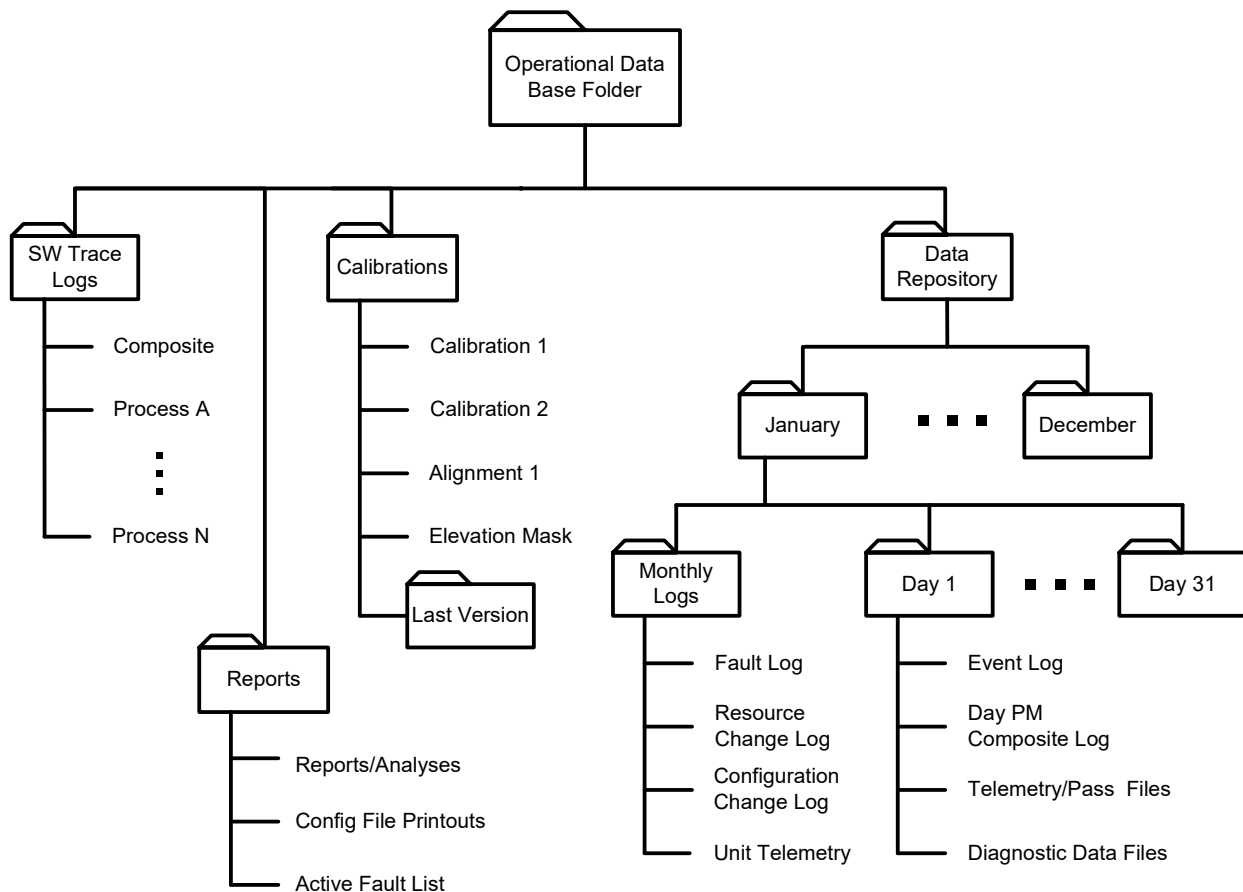 Operational Data
Base Folder
SW Trace
Logs
Composite
Process A
Process N
Reports
Reports/Analyses
Config File Printouts
Active Fault List
Calibrations
Calibration 1
Calibration 2
Alignment 1
Elevation Mask
Last Version
Data
Repository
January
December
Monthly
Logs
Fault Log
Resource
Change Log
Configuration
Change Log
Unit Telemetry
Day 1
Event Log
Day PM
Composite Log
Telemetry/Pass Files
Diagnostic Data Files
Day 31